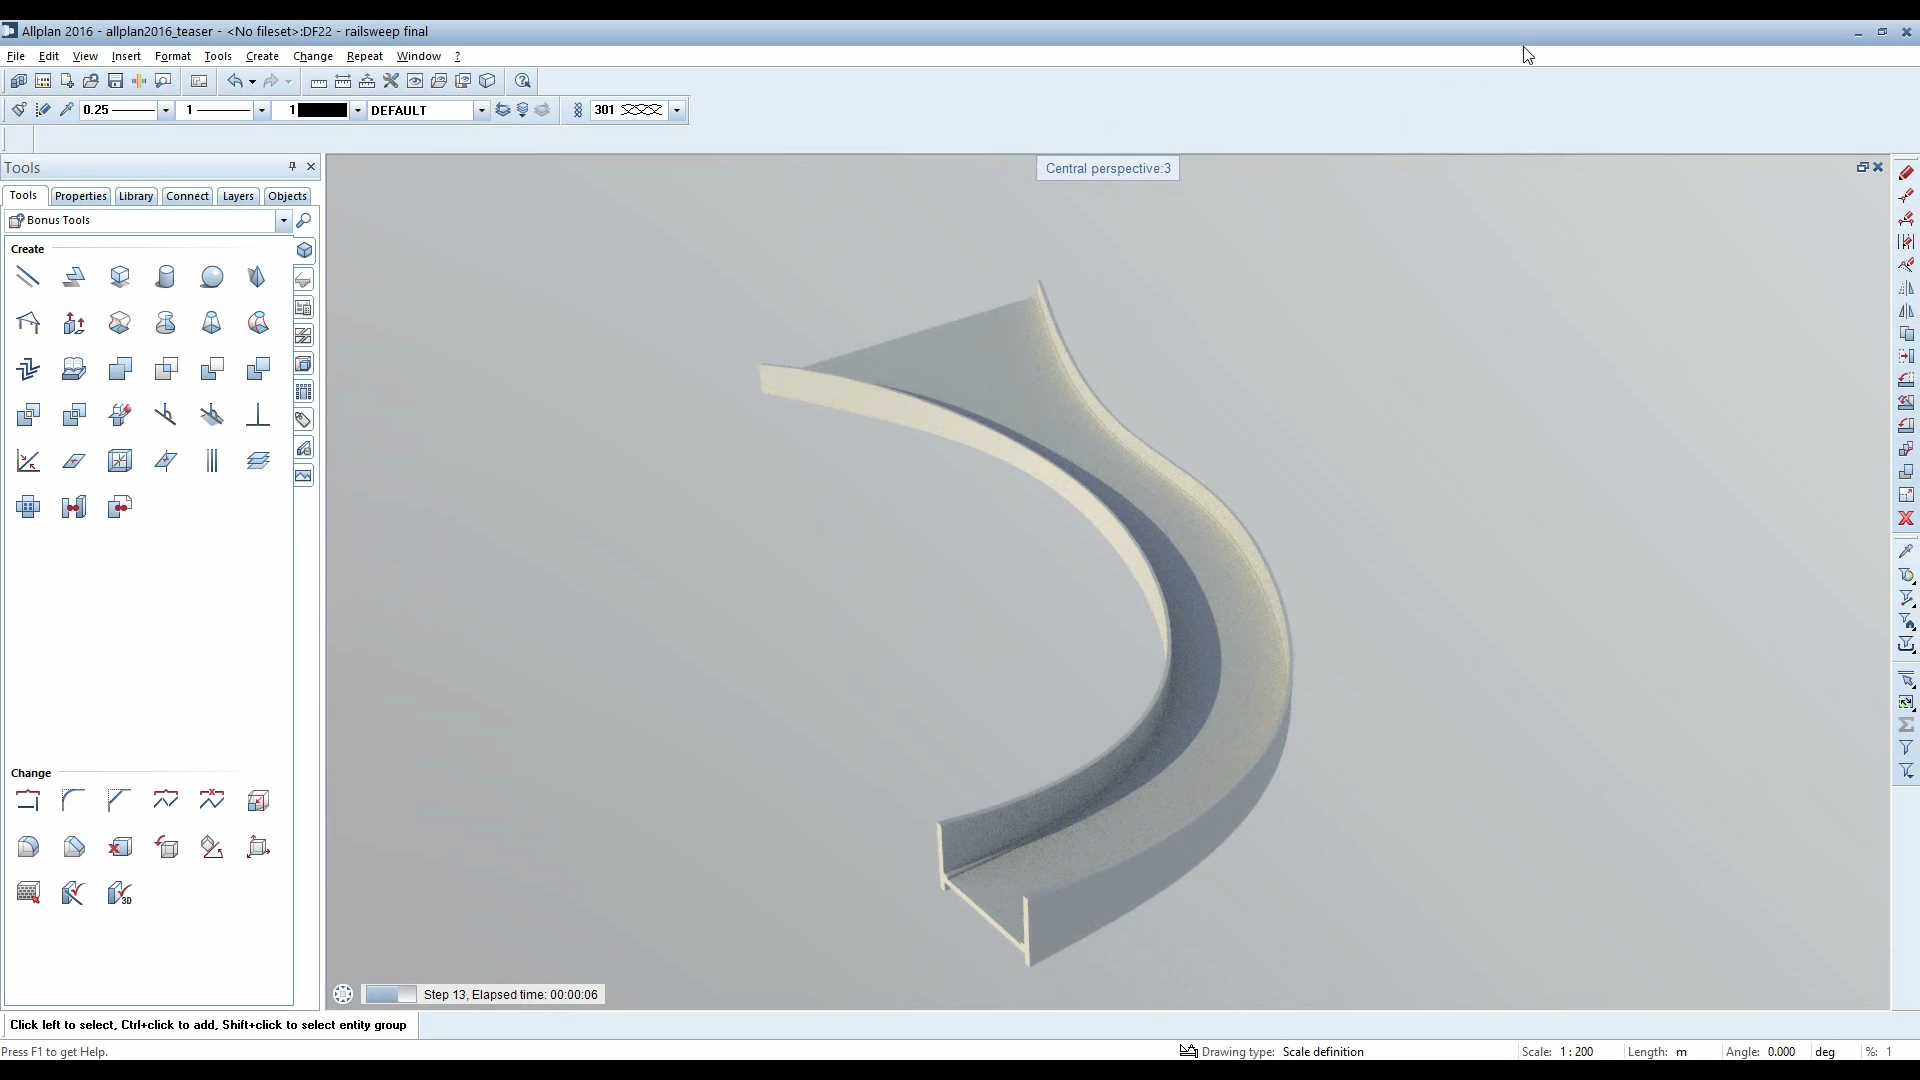 Allplan 2016 - allplan2016_teaser - <No fileset>:DF22 - railsweep final
File Edit View Insert Format Tools Create Change Repeat Window ?
0.25 1 1 DEFAULT 301
Tools
Central perspective:3
Tools Properties Library Connect Layers Objects
Bonus Tools
Create
Change
3D
Step 13, Elapsed time: 00:00:06
Click left to select, Ctrl+click to add, Shift+click to select entity group
Press F1 to get Help.
Drawing type: Scale definition Scale: 1 : 200 Length: m Angle: 0.000 deg %: 1